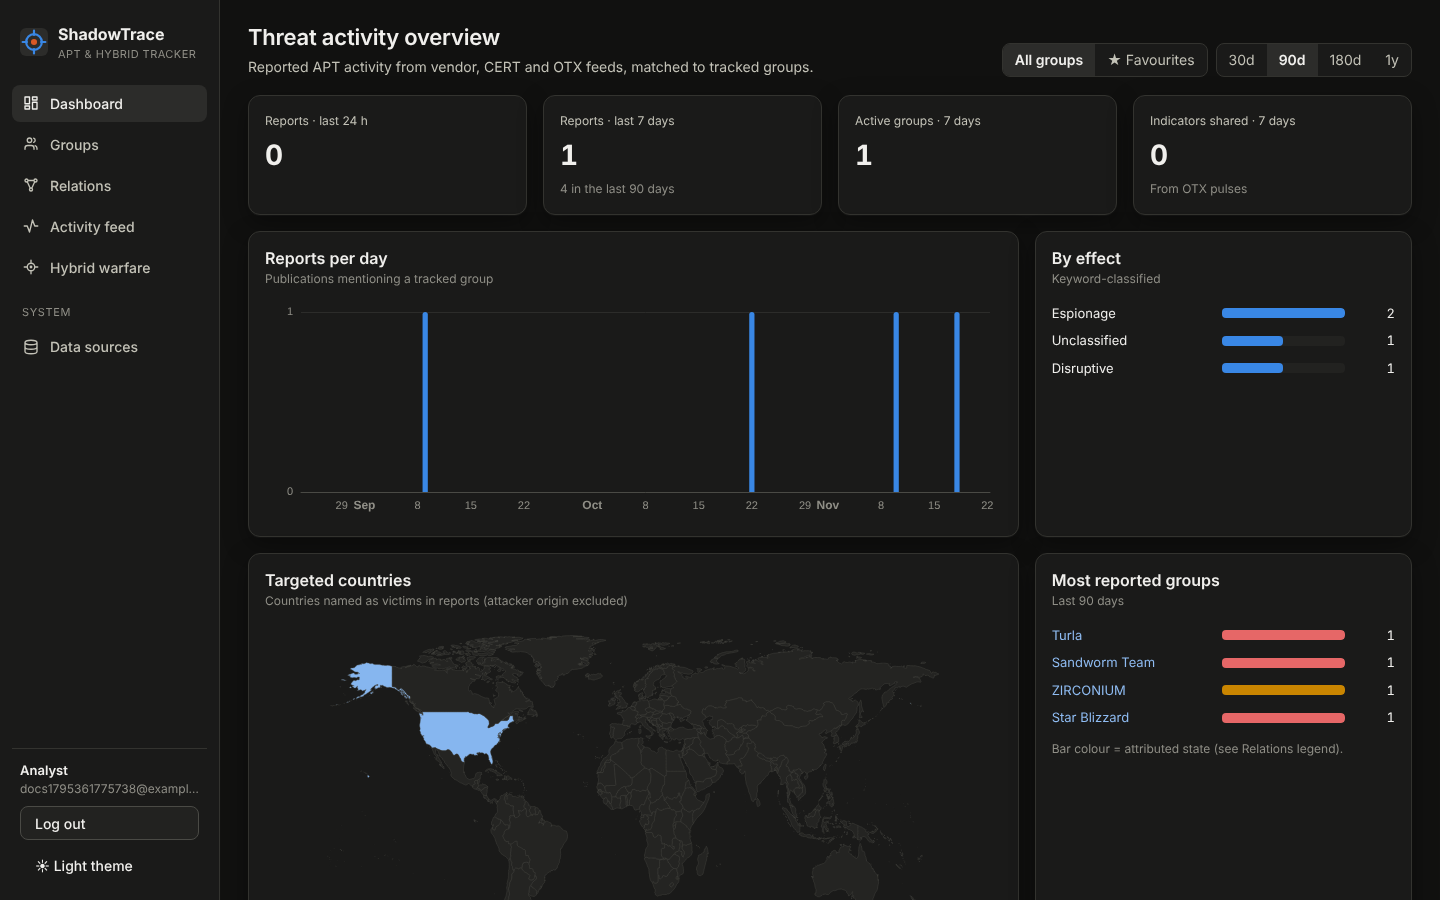 ShadowTrace
APT & HYBRID TRACKER
Dashboard
Groups
Relations
Activity feed
Hybrid warfare
SYSTEM
Data sources
Analyst
docs1795361775738@exampl...
Log out
☀ Light theme
Threat activity overview
Reported APT activity from vendor, CERT and OTX feeds, matched to tracked groups.
All groups ★ Favourites 30d 90d 180d 1y
Reports · last 24 h
0
Reports · last 7 days
1
4 in the last 90 days
Active groups · 7 days
1
Indicators shared · 7 days
0
From OTX pulses
Reports per day
Publications mentioning a tracked group
1
0
29 Sep 8 15 22 Oct 8 15 22 29 Nov 8 15 22
By effect
Keyword-classified
Espionage 2
Unclassified 1
Disruptive 1
Targeted countries
Countries named as victims in reports (attacker origin excluded)
Most reported groups
Last 90 days
Turla 1
Sandworm Team 1
ZIRCONIUM 1
Star Blizzard 1
Bar colour = attributed state (see Relations legend).